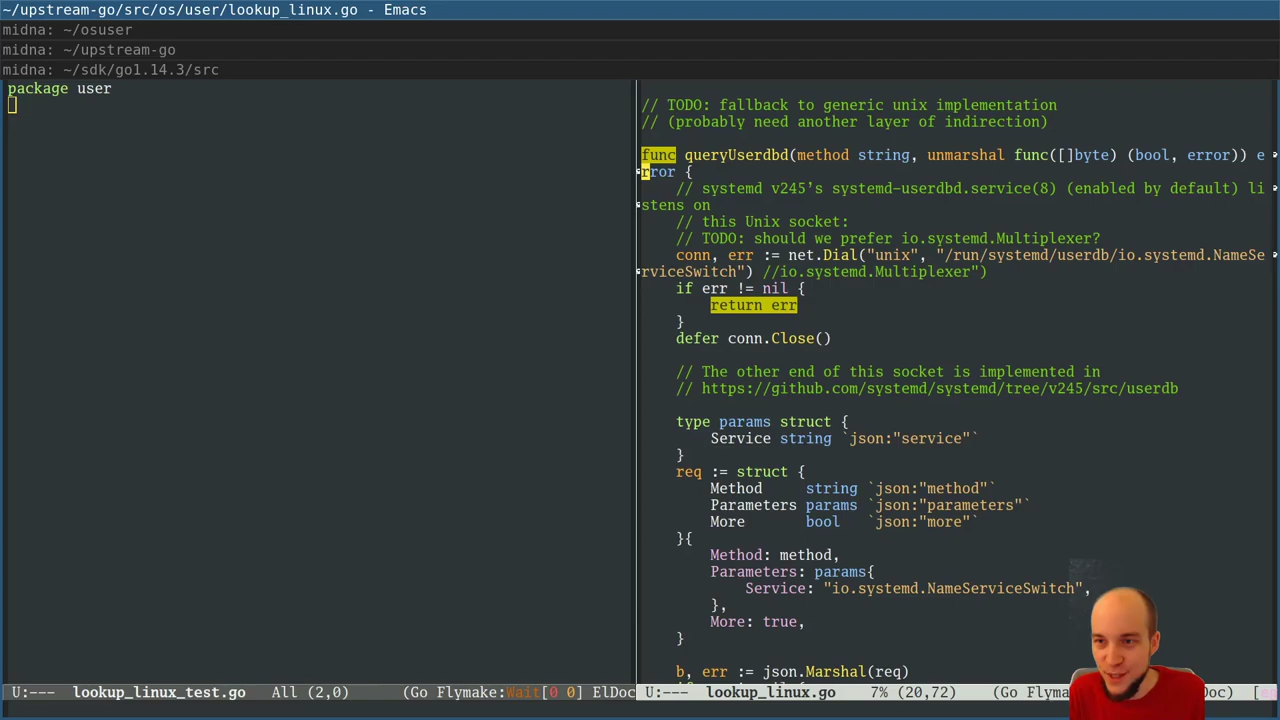 ~/upstream-go/src/os/user/lookup_linux.go - Emacs
midna: ~/osuser
midna: ~/upstream-go
midna: ~/sdk/go1.14.3/src
package user
// TODO: fallback to generic unix implementation
// (probably need another layer of indirection)
func queryUserdbd(method string, unmarshal func([]byte) (bool, error)) e
rror {
// systemd v245's systemd-userdbd.service(8) (enabled by default) li
stens on
// this Unix socket:
// TODO: should we prefer io.systemd.Multiplexer?
conn, err := net.Dial("unix", "/run/systemd/userdb/io.systemd.NameSe
rviceSwitch") //io.systemd.Multiplexer")
if err != nil {
return err
}
defer conn.Close()
// The other end of this socket is implemented in
// https://github.com/systemd/systemd/tree/v245/src/userdb
type params struct {
Service string `json:"service"`
}
req := struct {
Method string `json:"method"`
Parameters params `json:"parameters"`
More bool `json:"more"`
}{
Method: method,
Parameters: params{
Service: "io.systemd.NameServiceSwitch",
},
More: true,
}
b, err := json.Marshal(req)
U:--- lookup_linux_test.go All (2,0) (Go Flymake:Wait[0 0] ElDoc
U:--- lookup_linux.go 7% (20,72) (Go Flym